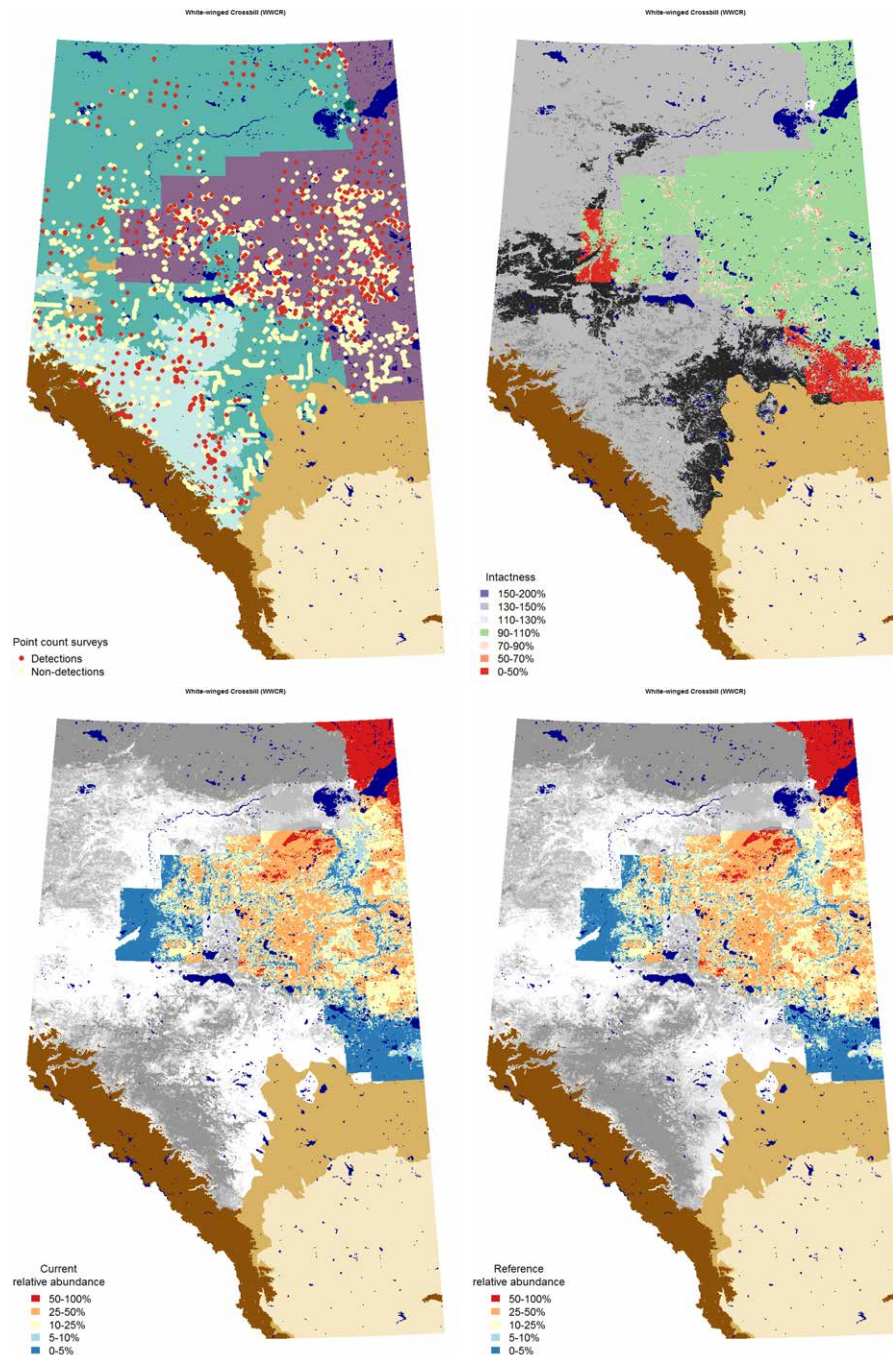 White-winged Crossbill (WWCR)
Point count surveys
Detections
Non-detections
White-winged Crossbill (WWCR)
Intactness
150-200%
130-150%
110-130%
90-110%
70-90%
50-70%
0-50%
White-winged Crossbill (WWCR)
Current
relative abundance
50-100%
25-50%
10-25%
5-10%
0-5%
White-winged Crossbill (WWCR)
Reference
relative abundance
50-100%
25-50%
10-25%
5-10%
0-5%